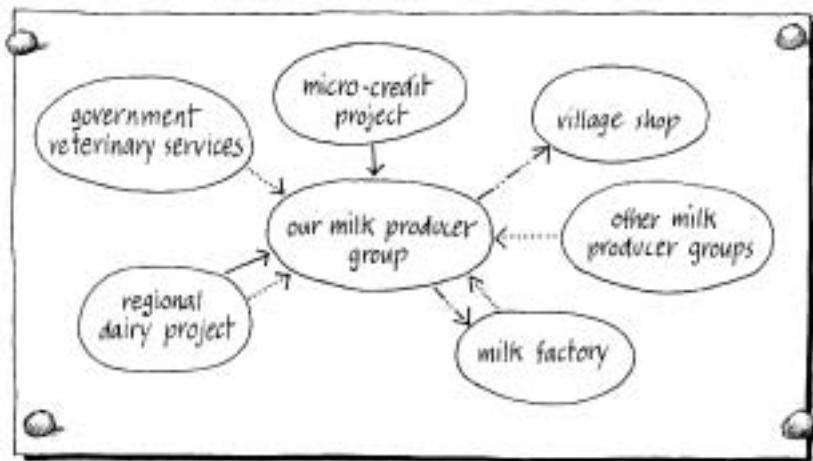 micro-credit
project
government
veterinary services
village shop
our milk producer
group
other milk
producer groups
regional
dairy project
milk factory